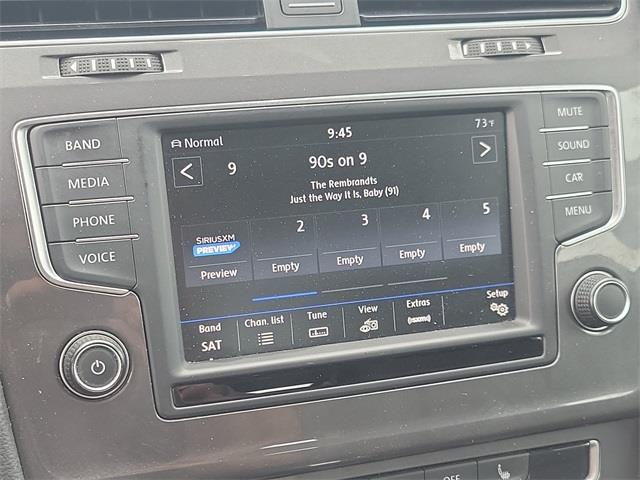 Normal
9:45
73°F
MUTE
BAND
SOUND
MEDIA
CAR
PHONE
MENU
VOICE
9
90s on 9
The Rembrandts
Just the Way It Is, Baby (91)
SIRIUSXM
PREVIEW
Preview
2
Empty
3
Empty
4
Empty
5
Empty
Band
SAT
Chan. list
Tune
View
Extras
(SXM)
Setup
OFF